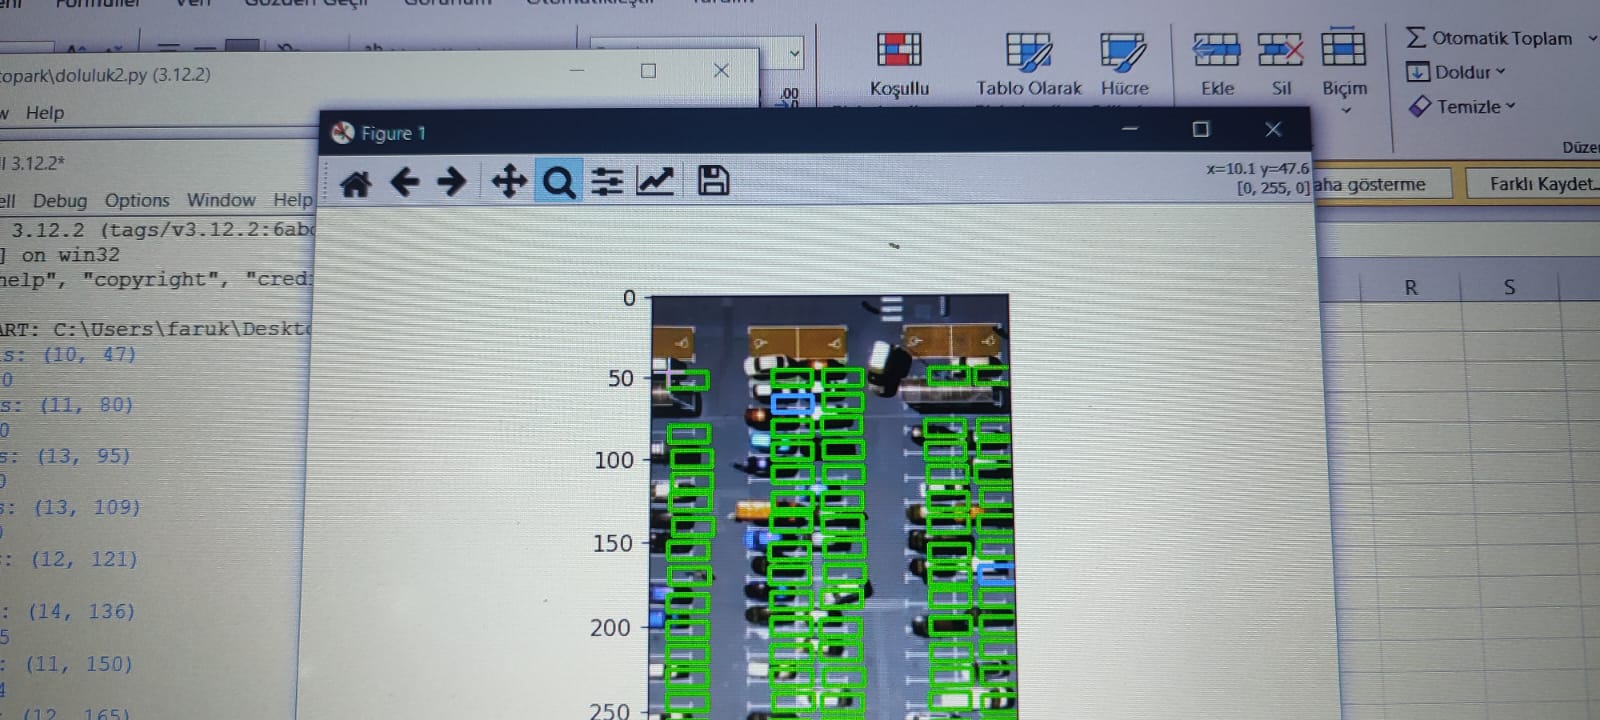 Formüller Veri Gözden Geçir Görünüm Otomatikleştir Yardım
topark\doluluk2.py (3.12.2)
w Help
.00
Koşullu
Tablo Olarak
Hücre
Ekle
Sil
Biçim
Otomatik Toplam
Doldur
Temizle
Düze
aha gösterme
Farklı Kaydet...
R S
ll 3.12.2*
ell Debug Options Window Help
3.12.2 (tags/v3.12.2:6abc
] on win32
help", "copyright", "cred
ART: C:\Users\faruk\Deskto
s: (10, 47)
0
s: (11, 80)
0
s: (13, 95)
0
s: (13, 109)
: (12, 121)
: (14, 136)
5
: (11, 150)
4
(12, 165)
Figure 1
x=10.1 y=47.6
[0, 255, 0]
0
50
100
150
200
250